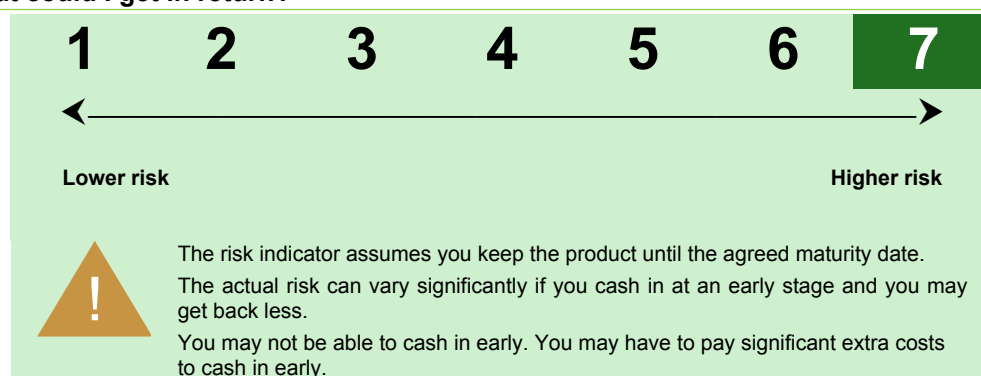 1 2 3 4 5 6 7
Lower risk Higher risk
!
The risk indicator assumes you keep the product until the agreed maturity date.
The actual risk can vary significantly if you cash in at an early stage and you may
get back less.
You may not be able to cash in early. You may have to pay significant extra costs
to cash in early.